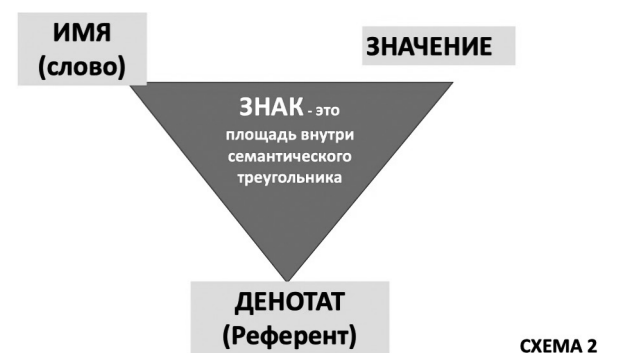 ИМЯ
(слово)
ЗНАЧЕНИЕ
ЗНАК - это
площадь внутри
семантического
треугольника
ДЕНОТАТ
(Референт)
СХЕМА 2